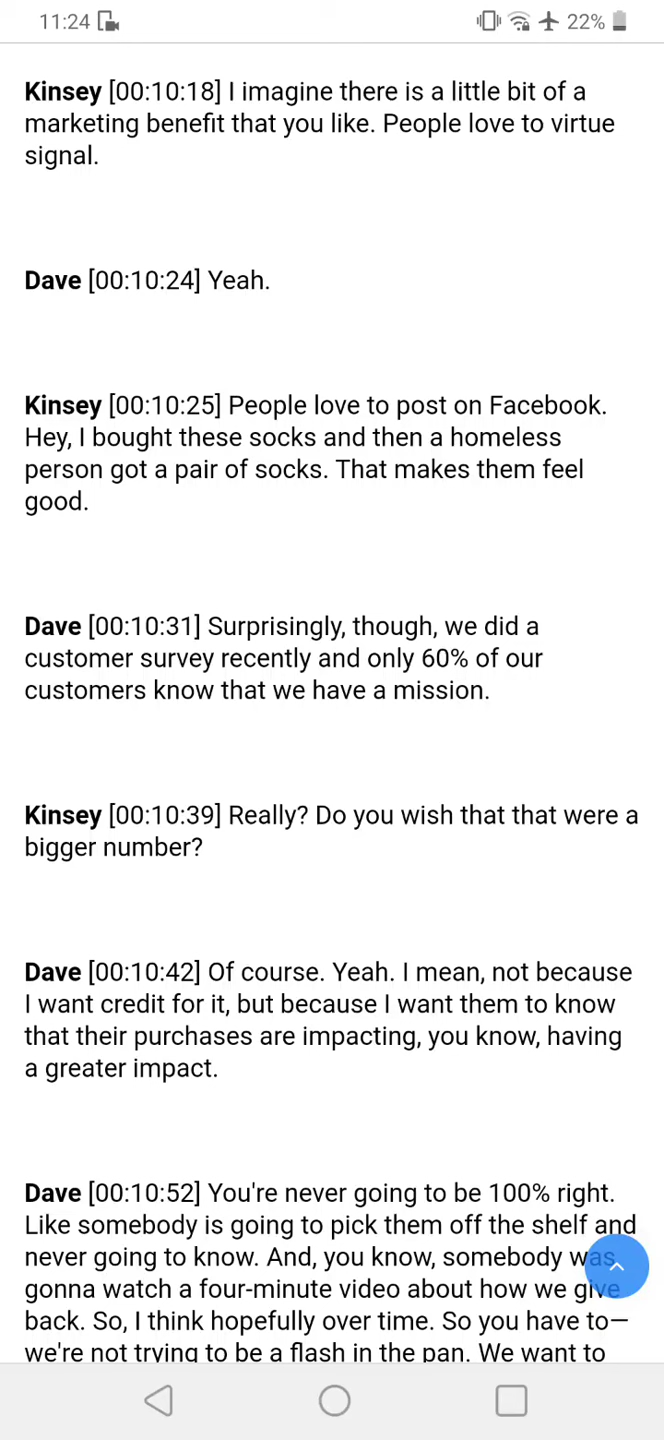 11:24
22%
Kinsey [00:10:18] I imagine there is a little bit of a
marketing benefit that you like. People love to virtue
signal.
Dave [00:10:24] Yeah.
Kinsey [00:10:25] People love to post on Facebook.
Hey, I bought these socks and then a homeless
person got a pair of socks. That makes them feel
good.
Dave [00:10:31] Surprisingly, though, we did a
customer survey recently and only 60% of our
customers know that we have a mission.
Kinsey [00:10:39] Really? Do you wish that that were a
bigger number?
Dave [00:10:42] Of course. Yeah. I mean, not because
I want credit for it, but because I want them to know
that their purchases are impacting, you know, having
a greater impact.
Dave [00:10:52] You're never going to be 100% right.
Like somebody is going to pick them off the shelf and
never going to know. And, you know, somebody was
gonna watch a four-minute video about how we give
back. So, I think hopefully over time. So you have to—
we're not trying to be a flash in the pan. We want to